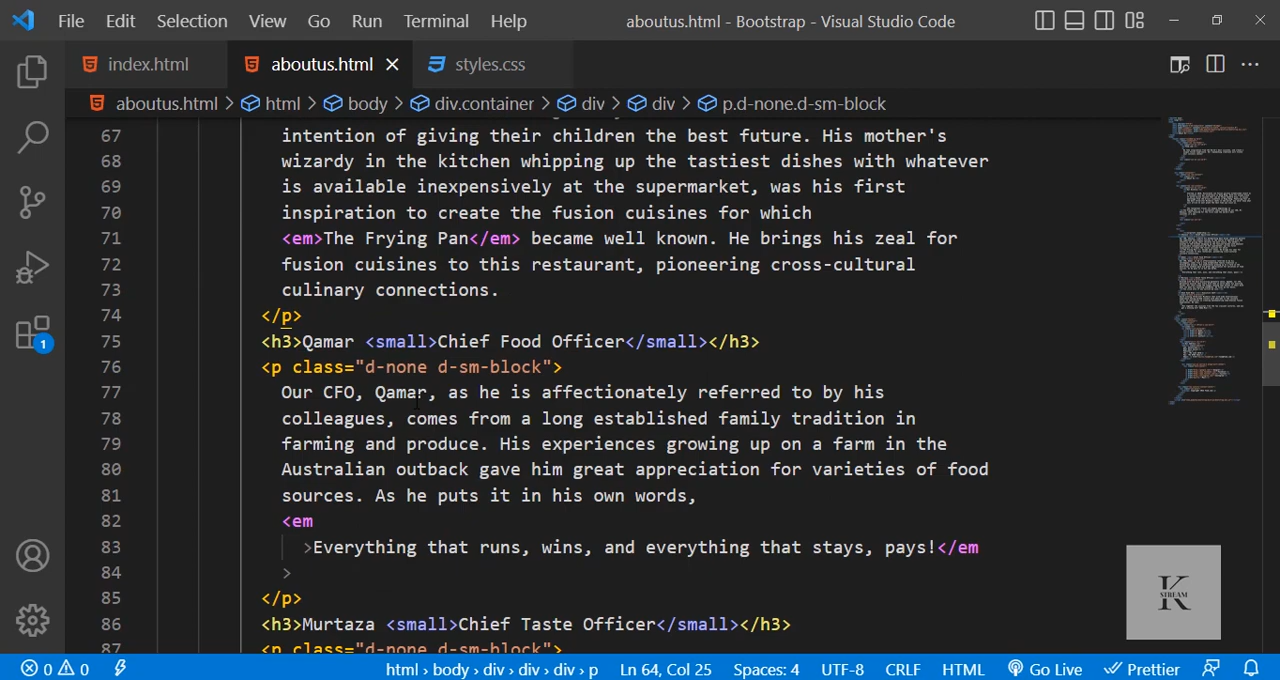 File Edit Selection View Go Run Terminal Help aboutus.html - Bootstrap - Visual Studio Code
index.html aboutus.html styles.css
aboutus.html > html > body > div.container > div > div > p.d-none.d-sm-block
67 intention of giving their children the best future. His mother's
68 wizardy in the kitchen whipping up the tastiest dishes with whatever
69 is available inexpensively at the supermarket, was his first
70 inspiration to create the fusion cuisines for which
71 <em>The Frying Pan</em> became well known. He brings his zeal for
72 fusion cuisines to this restaurant, pioneering cross-cultural
73 culinary connections.
74 </p>
75 <h3>Qamar <small>Chief Food Officer</small></h3>
76 <p class="d-none d-sm-block">
77 Our CFO, Qamar, as he is affectionately referred to by his
78 colleagues, comes from a long established family tradition in
79 farming and produce. His experiences growing up on a farm in the
80 Australian outback gave him great appreciation for varieties of food
81 sources. As he puts it in his own words,
82 <em
83 >Everything that runs, wins, and everything that stays, pays!</em
84 >
85 </p>
86 <h3>Murtaza <small>Chief Taste Officer</small></h3>
87 <p class="d-none d-sm-block">
1
K
STREAM
0 0 html > body > div > div > div > p Ln 64, Col 25 Spaces: 4 UTF-8 CRLF HTML Go Live Prettier